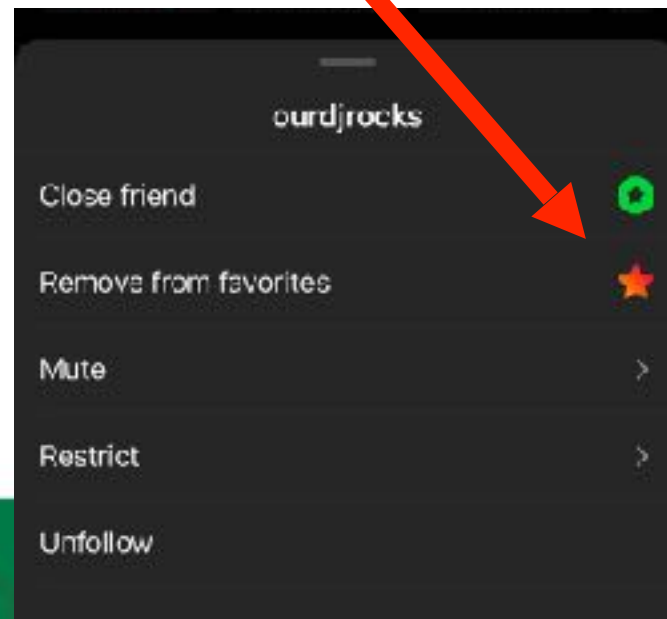 ourdjrocks
Close friend
Remove from favorites
Mute
Restrict
Unfollow